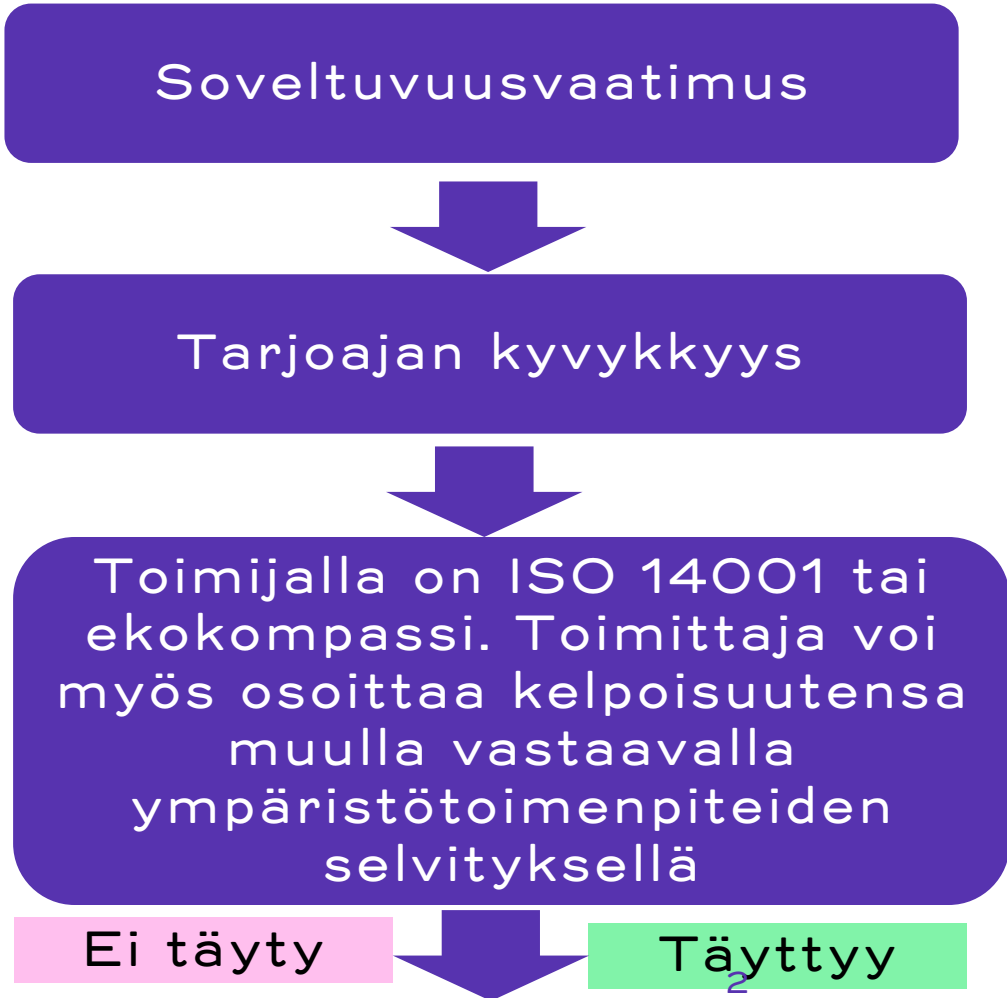 Soveltuvuusvaatimus
Tarjoajan kyvykkyys
Toimijalla on ISO 14001 tai
ekokompassi. Toimittaja voi
myös osoittaa kelpoisuutensa
muulla vastaavalla
ympäristötoimenpiteiden
selvityksellä
Ei täyty
Täyttyy
2